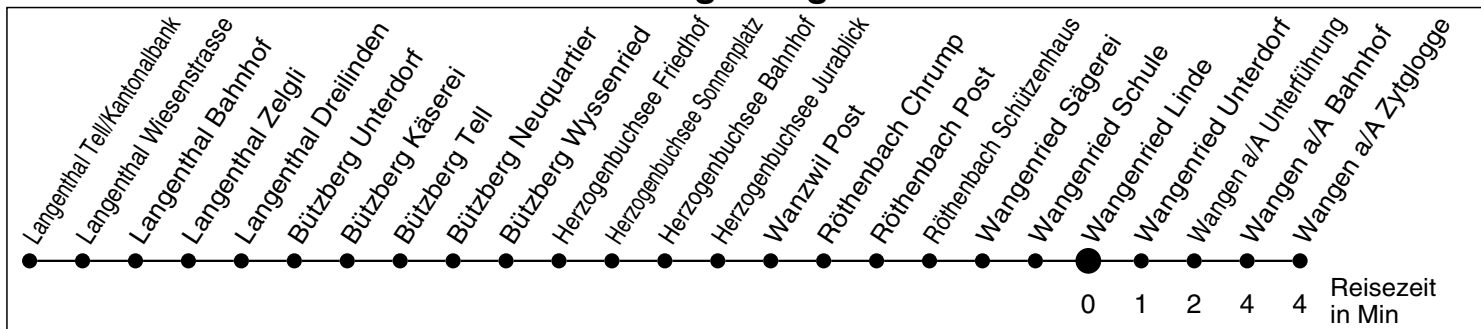 Langenthal Tell/Kantonalbank
Langenthal Wiesenstrasse
Langenthal Bahnhof
Langenthal Zelgli
Langenthal Dreilinden
Bützberg Unterdorf
Bützberg Käserei
Bützberg Tell
Bützberg Neuquartier
Bützberg Wyssenried
Herzogenbuchsee Friedhof
Herzogenbuchsee Sonnenplatz
Herzogenbuchsee Bahnhof
Herzogenbuchsee Jurablick
Wanzwil Post
Röthenbach Chrump
Röthenbach Post
Röthenbach Schützenhaus
Wangenried Sägerei
Wangenried Schule
Wangenried Linde
Wangenried Unterdorf
Wangen a/A Unterführung
Wangen a/A Bahnhof
Wangen a/A Zytglogge
0 1 2 4 4 Reisezeit
in Min